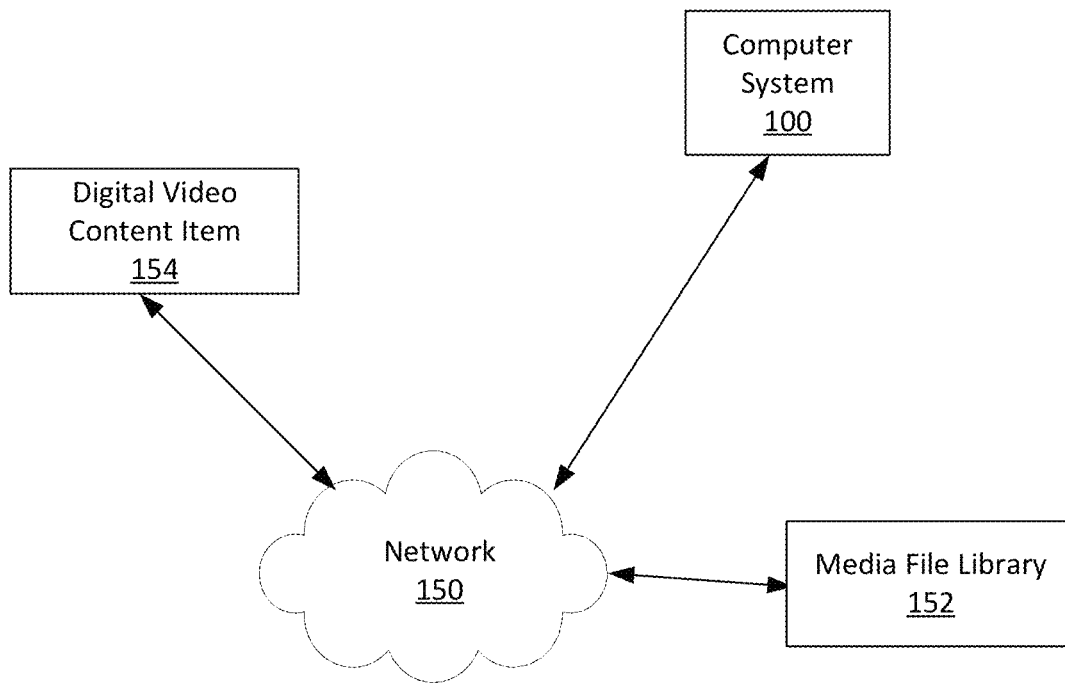 Computer
System
100
Digital Video
Content Item
154
Network
150
Media File Library
152